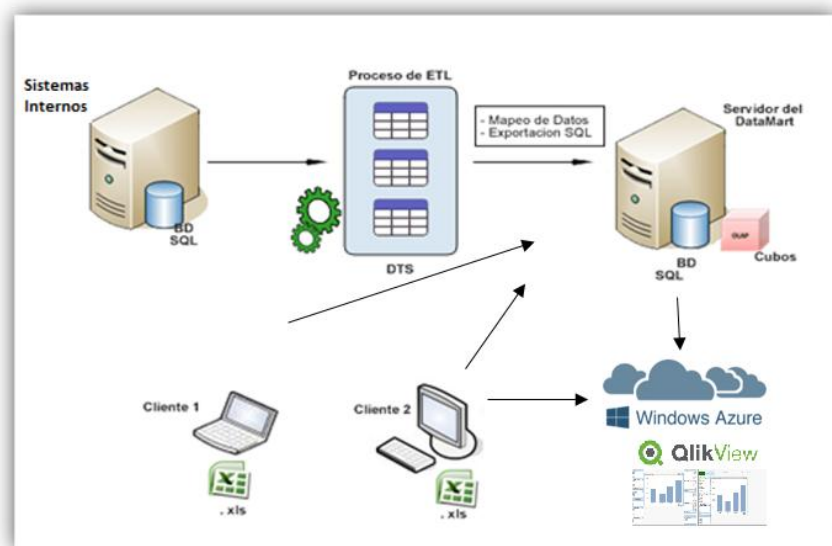 Sistemas
Internos
BD
SQL
Proceso de ETL
DTS
- Mapeo de Datos
- Exportacion SQL
Servidor del
DataMart
BD
SQL
OLAP
Cubos
Cliente 1
.xls
Cliente 2
.xls
Windows Azure
QlikView